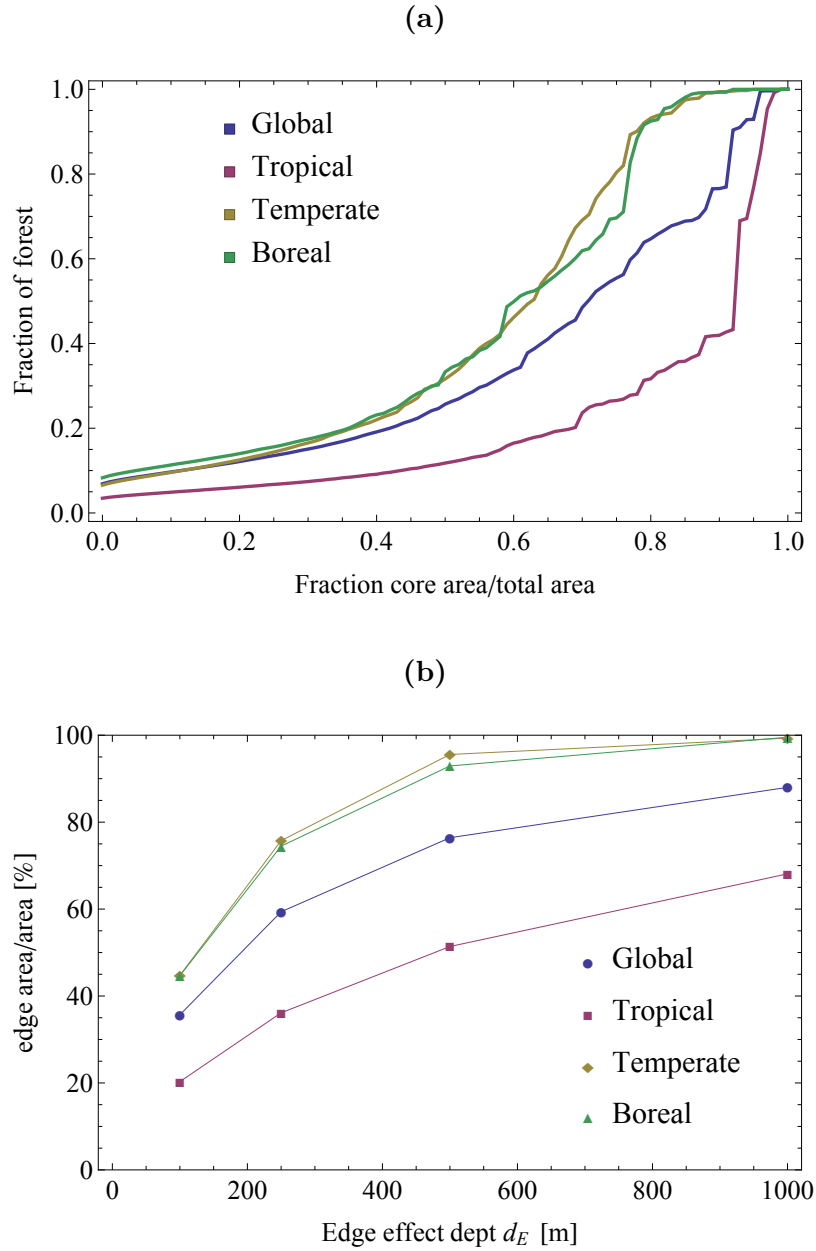 (a)
1.0
0.8
0.6
0.4
0.2
0.0
Fraction of forest
Global
Tropical
Temperate
Boreal
0.0 0.2 0.4 0.6 0.8 1.0
Fraction core area/total area
(b)
100
80
60
40
20
0
edge area/area [%]
Global
Tropical
Temperate
Boreal
0 200 400 600 800 1000
Edge effect dept dE [m]